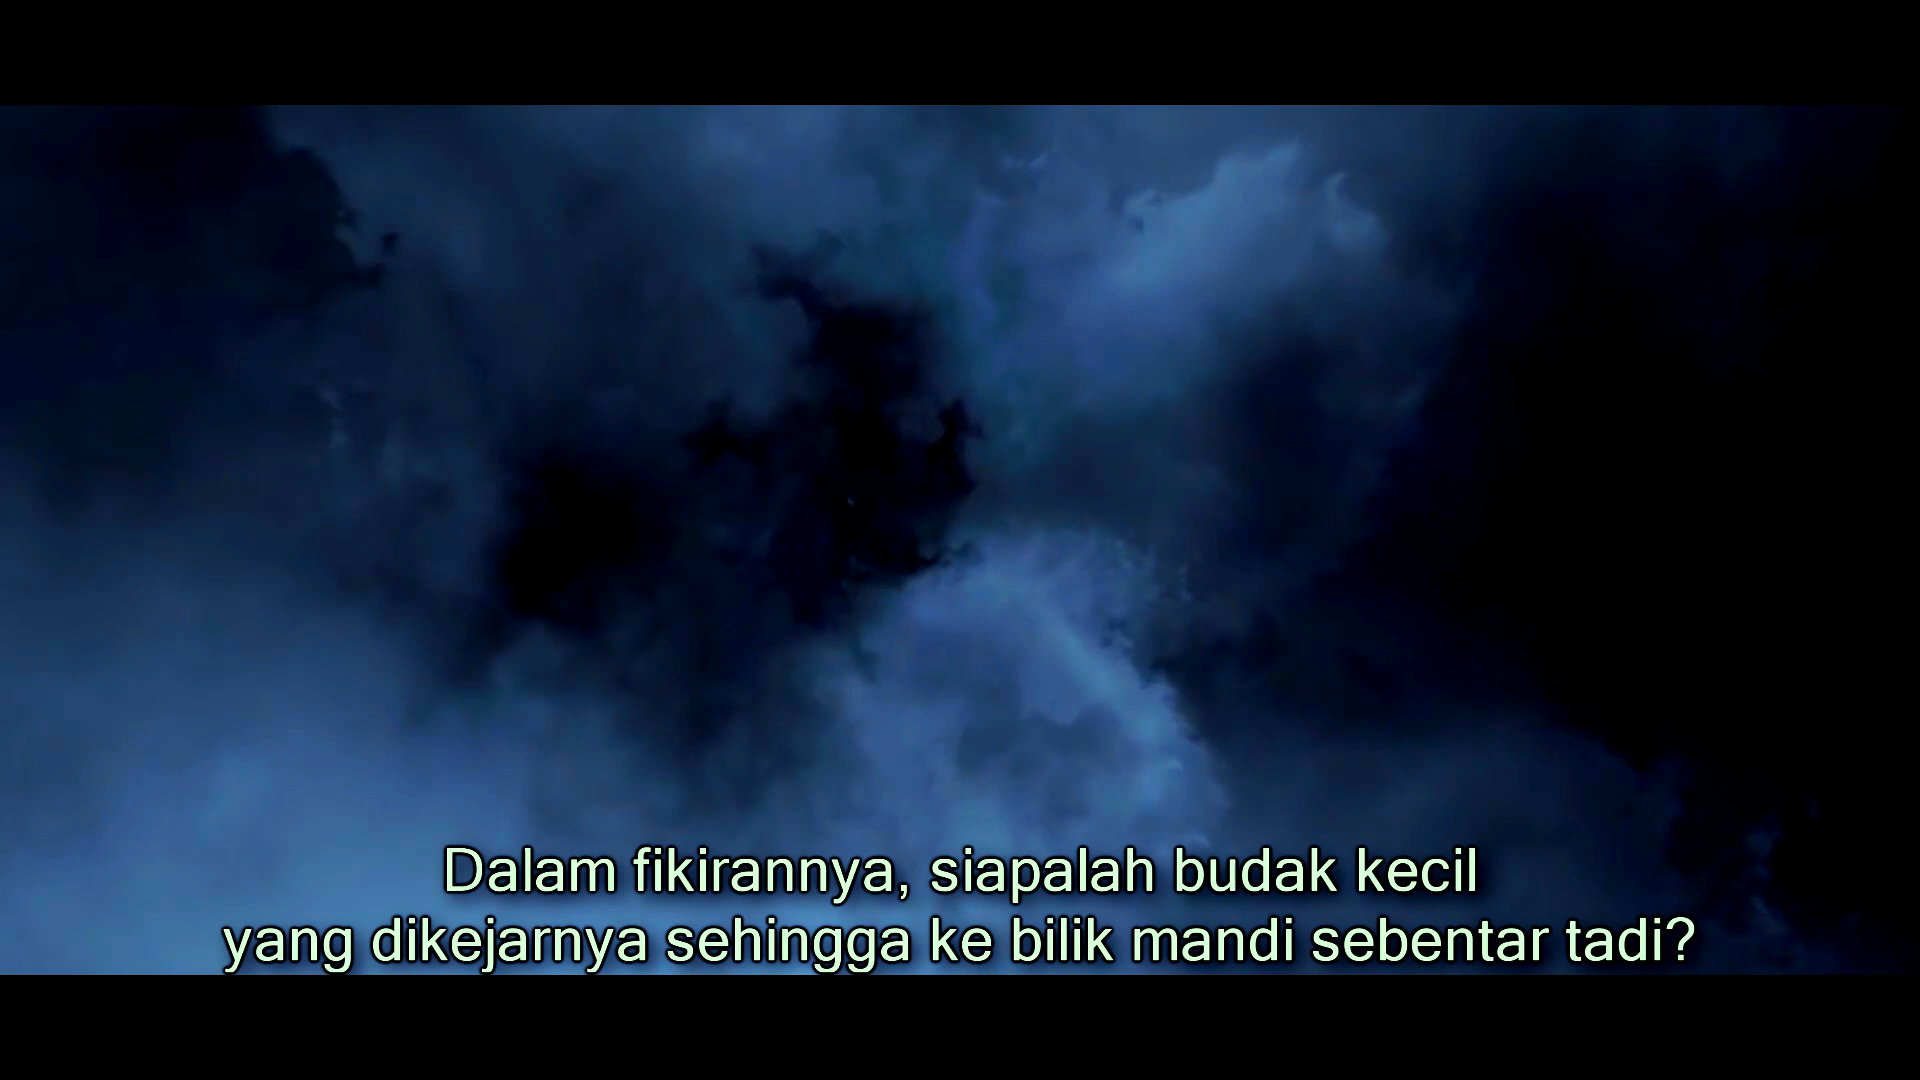 Dalam fikirannya, siapalah budak kecil
yang dikejarnya sehingga ke bilik mandi sebentar tadi?